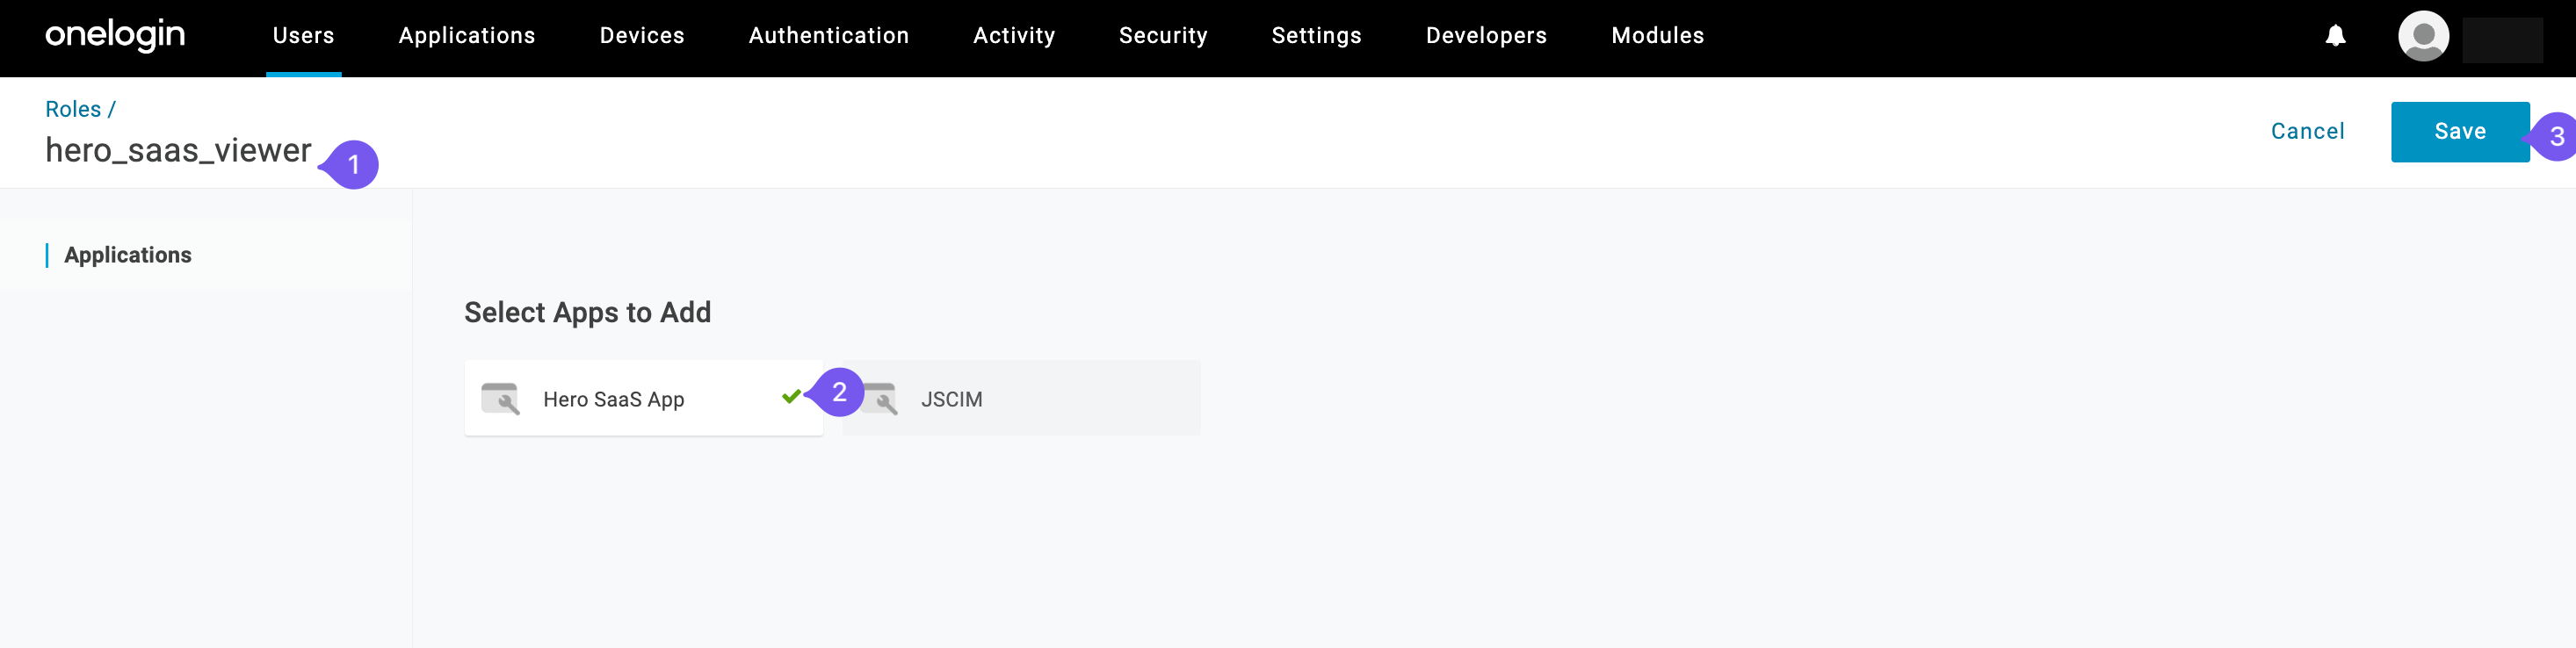 onelogin Users Applications Devices Authentication Activity Security Settings Developers Modules
Roles /
hero_saas_viewer 1
Cancel Save 3
Applications
Select Apps to Add
Hero SaaS App 2 JSCIM